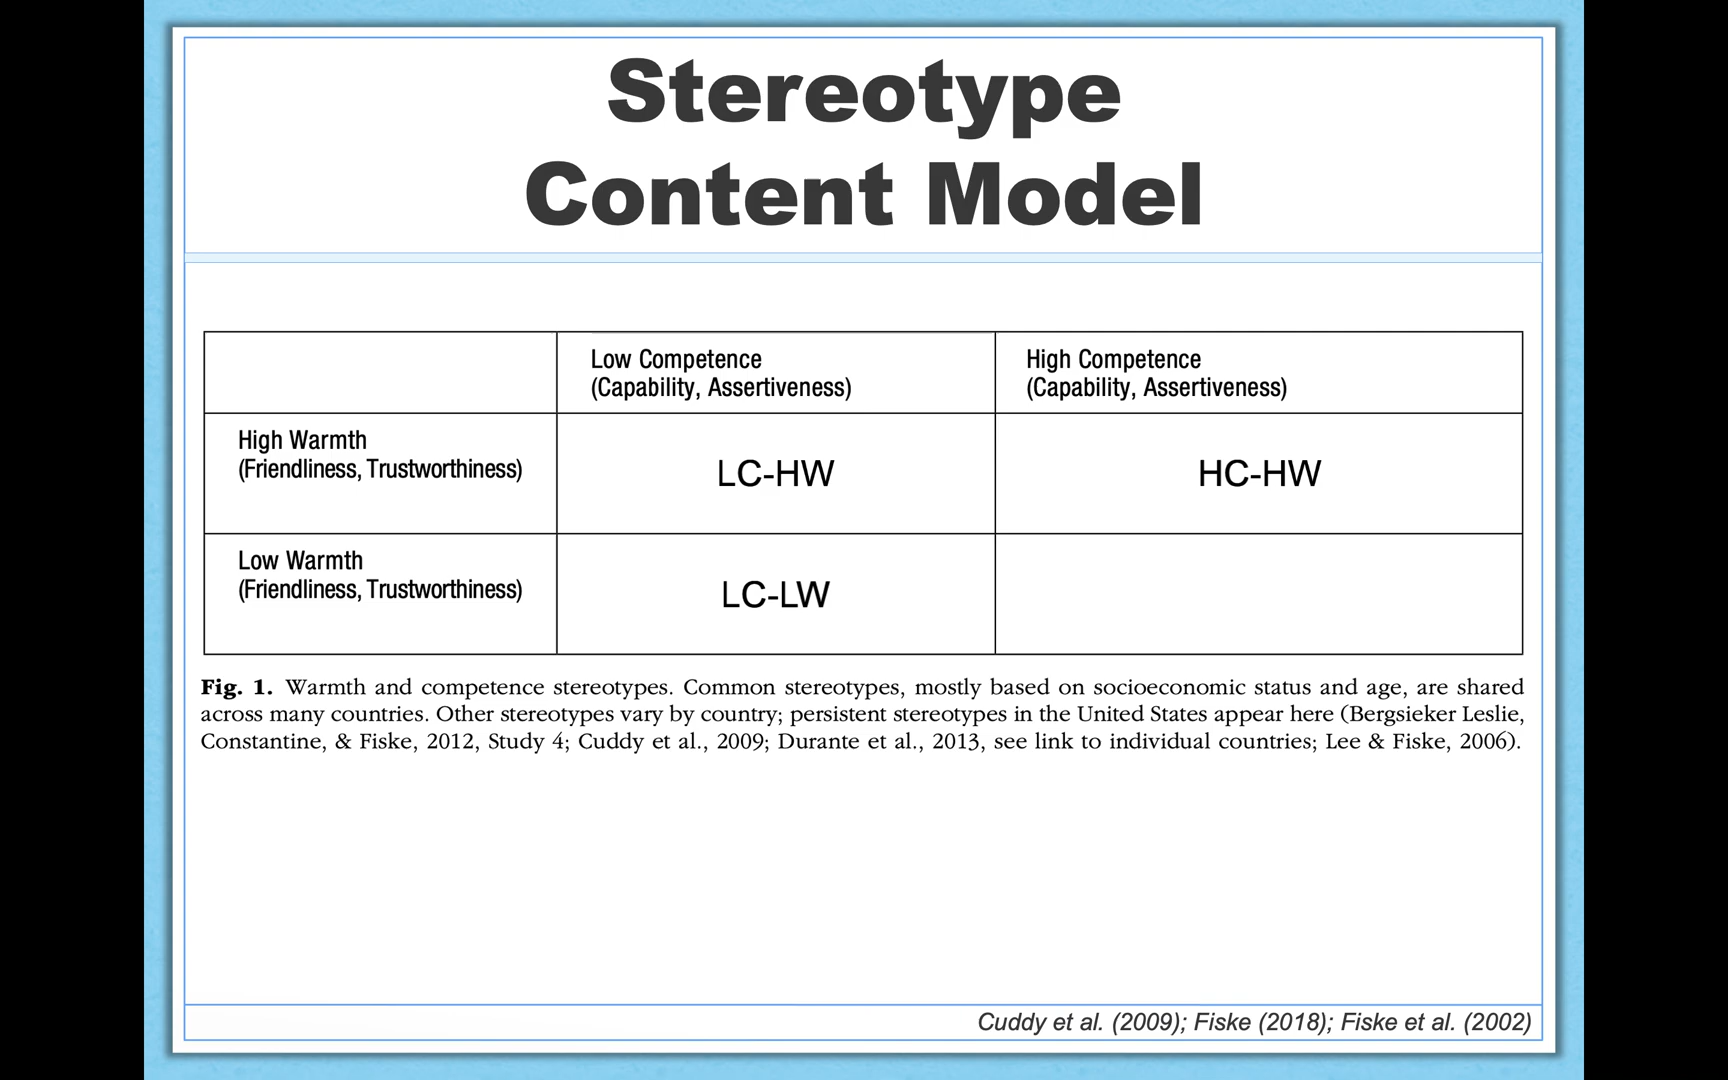 Stereotype
Content Model
Low Competence
(Capability, Assertiveness)
High Competence
(Capability, Assertiveness)
High Warmth
(Friendliness, Trustworthiness)
LC-HW
HC-HW
Low Warmth
(Friendliness, Trustworthiness)
LC-LW
Fig. 1. Warmth and competence stereotypes. Common stereotypes, mostly based on socioeconomic status and age, are shared
across many countries. Other stereotypes vary by country; persistent stereotypes in the United States appear here (Bergsieker Leslie,
Constantine, & Fiske, 2012, Study 4; Cuddy et al., 2009; Durante et al., 2013, see link to individual countries; Lee & Fiske, 2006).
Cuddy et al. (2009); Fiske (2018); Fiske et al. (2002)